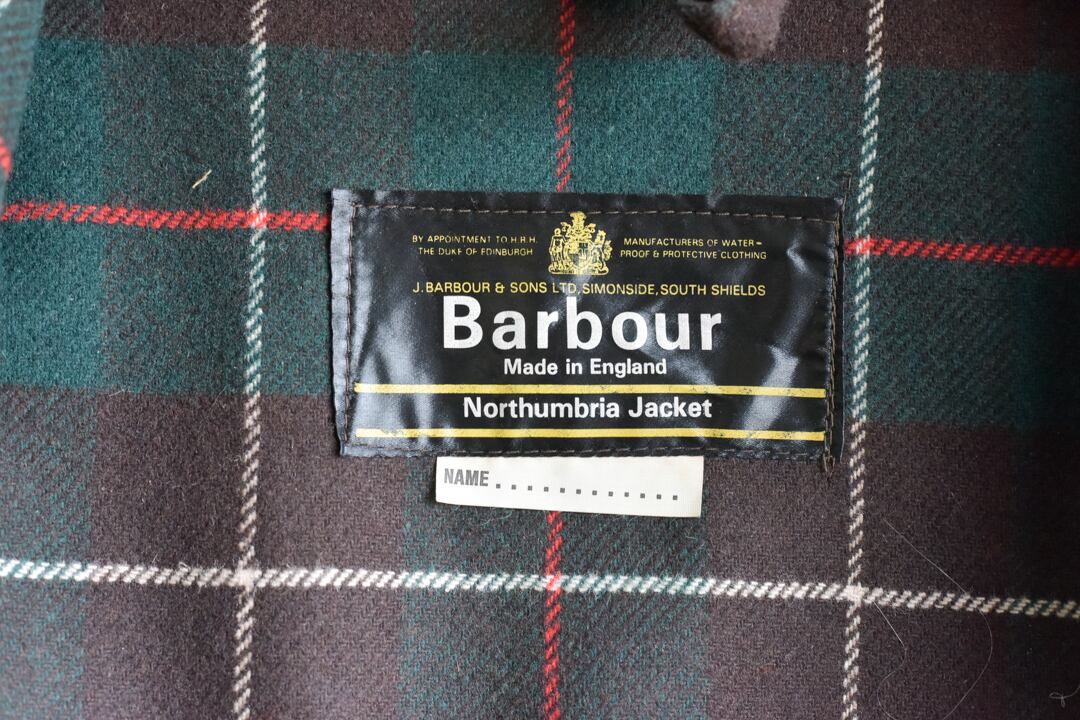 BY APPOINTMENT TO H.R.H.
THE DUKE OF EDINBURGH
MANUFACTURERS OF WATER-
PROOF & PROTECTIVE CLOTHING
J. BARBOUR & SONS LTD, SIMONSIDE, SOUTH SHIELDS
Barbour
Made in England
Northumbria Jacket
NAME............